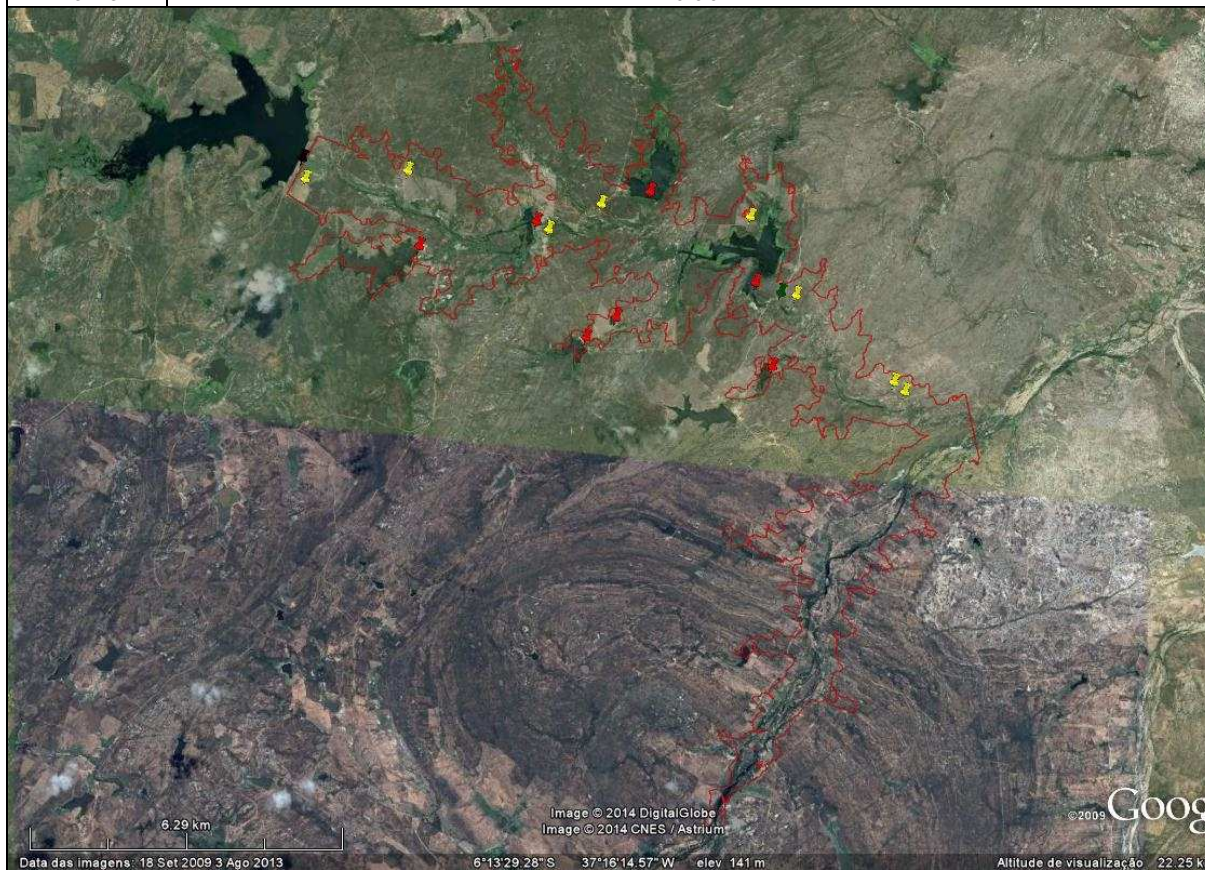 Image © 2014 DigitalGlobe
Image © 2014 CNES / Astrium
©2009 Goog
6.29 km
Data das imagens: 18 Set 2009 3 Ago 2013 6°13'29.28" S 37°16'14.57" W elev 141 m Altitude de visualização 22.25 k